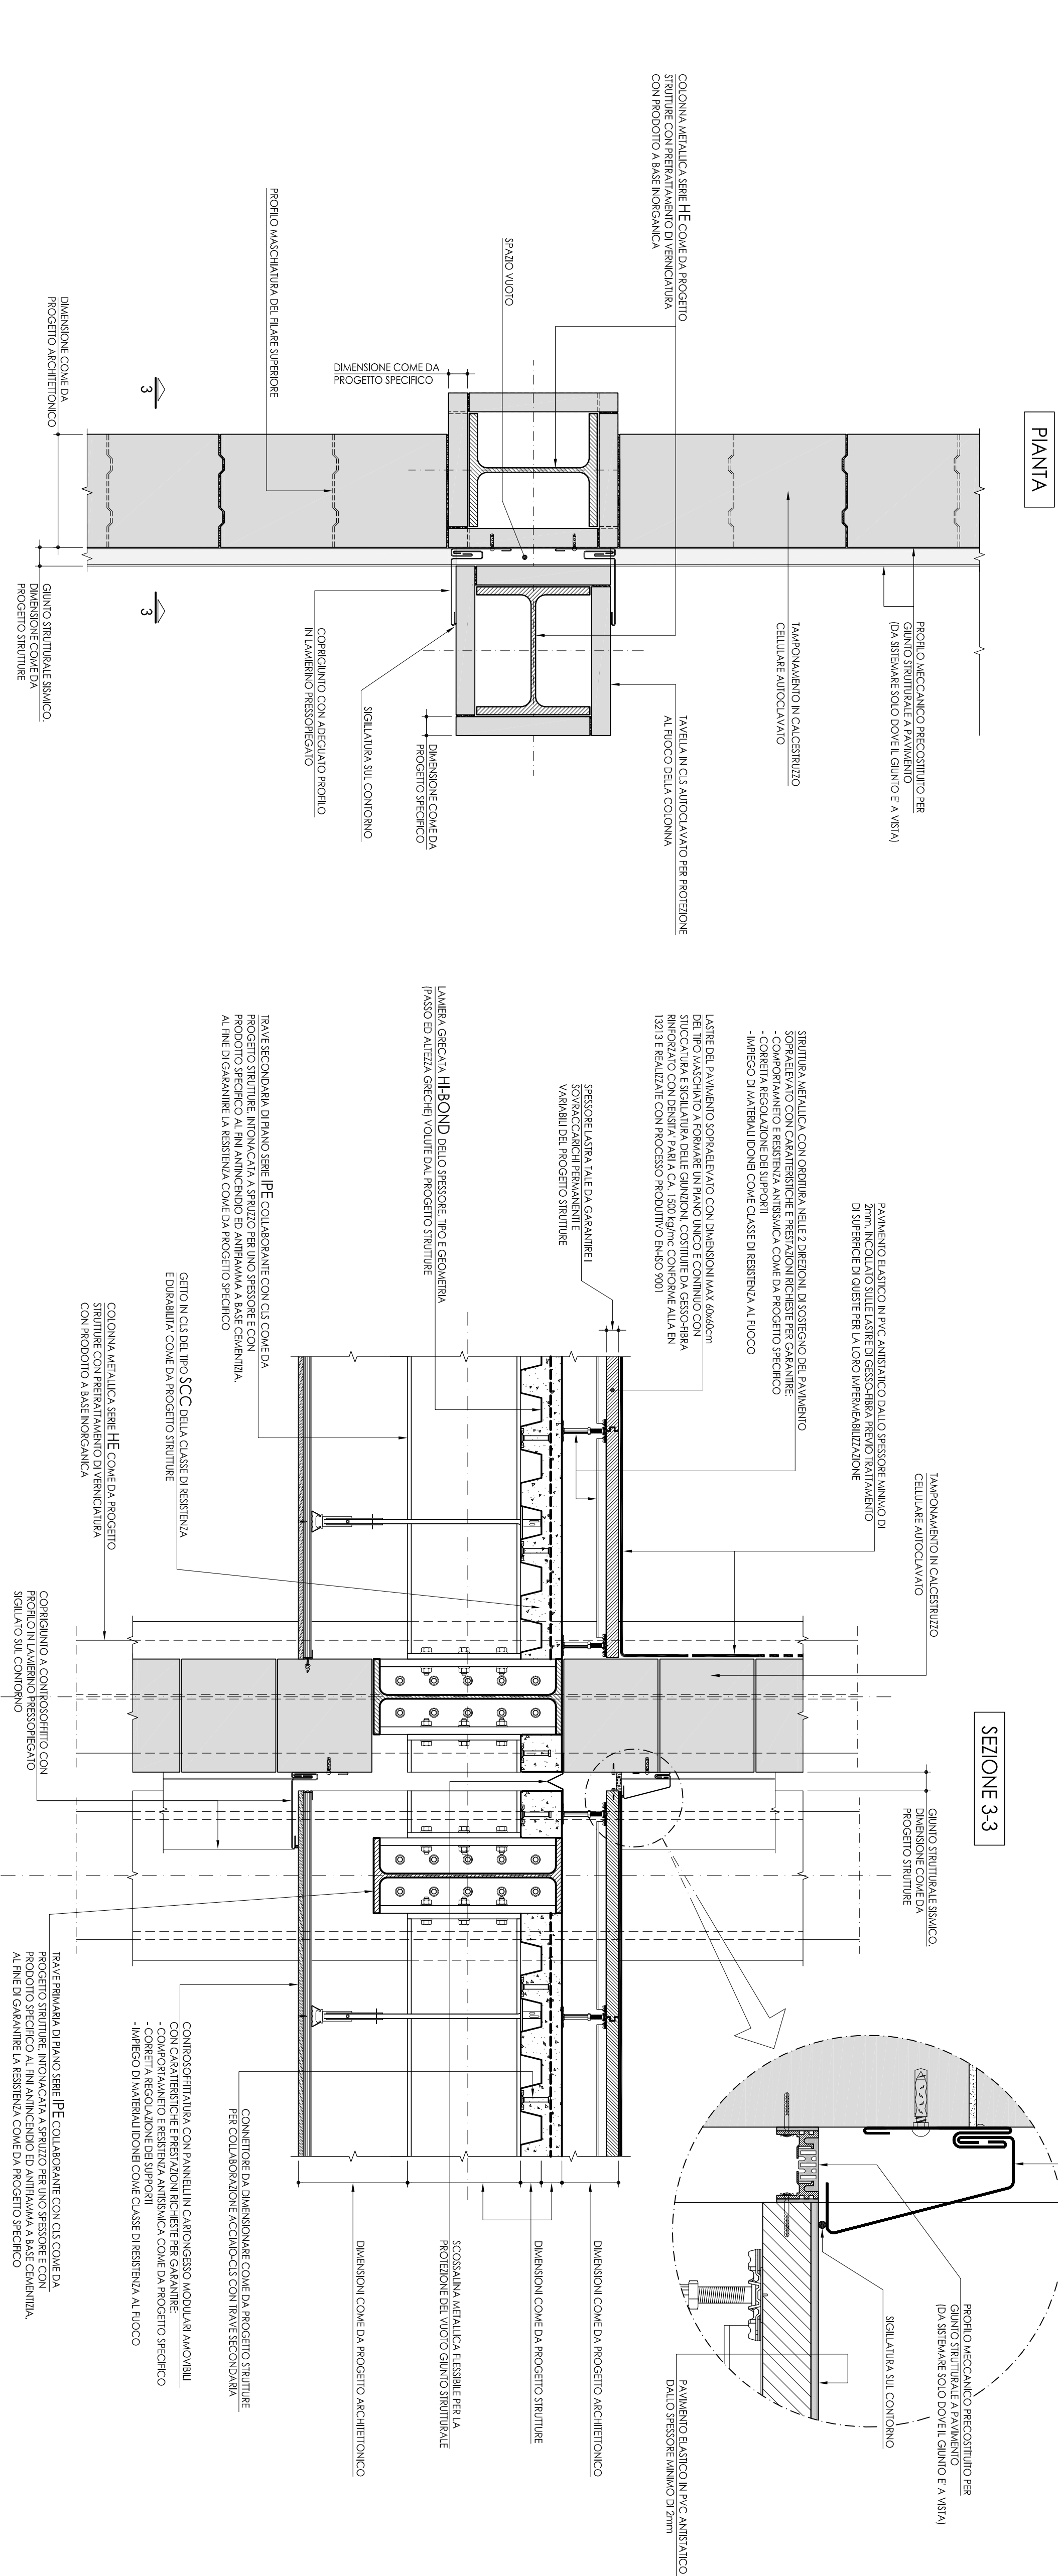 PIANTA
COLONNA METALLICA SERIE HE COME DA PROGETTO
STRUTTURE CON PRETRATTAMENTO DI VERNICIATURA
CON PRODOTTO A BASE INORGANICA
SPAZIO VUOTO
PROFILO MASCHIATURA DEL FILARE SUPERIORE
DIMENSIONE COME DA
PROGETTO ARCHITETTONICO
DIMENSIONE COME DA
PROGETTO SPECIFICO
3
3
GIUNTO STRUTTURALE SISMICO,
DIMENSIONE COME DA
PROGETTO STRUTTURE
PROFILO MECCANICO PRECOSTITUITO PER
GIUNTO STRUTTURALE A PAVIMENTO
(DA SISTEMARE SOLO DOVE IL GIUNTO E' A VISTA)
TAMPONAMENTO IN CALCESTRUZZO
CELLULARE AUTOCLAVATO
TAVELLA IN CLS AUTOCLAVATO PER PROTEZIONE
AL FUOCO DELLA COLONNA
DIMENSIONE COME DA
PROGETTO SPECIFICO
SIGILLATURA SUL CONTORNO
COPRIGIUNTO CON ADEGUATO PROFILO
IN LAMIERINO PRESSOPIEGATO
SEZIONE 3-3
TAMPONAMENTO IN CALCESTRUZZO
CELLULARE AUTOCLAVATO
PAVIMENTO ELASTICO IN PVC ANTISTATICO DALLO SPESSORE MINIMO DI
2mm, INCOLLATO SULLE LASTRE DI GESSO-FIBRA PREVIO TRATTAMENTO
DI SUPERFICIE DI QUESTE PER LA LORO IMPERMEABILIZZAZIONE
STRUTTURA METALLICA CON ORDITURA NELLE 2 DIREZIONI, DI SOSTEGNO DEL PAVIMENTO
SOPRAELEVATO CON CARATTERISTICHE E PRESTAZIONI RICHIESTE PER GARANTIRE:
- COMPORTAMNETO E RESISTENZA ANTISISMICA COME DA PROGETTO SPECIFICO
- CORRETTA REGOLAZIONE DEI SUPPORTI
- IMPIEGO DI MATERIALI IDONEI COME CLASSE DI RESISTENZA AL FUOCO
LASTRE DEL PAVIMENTO SOPRAELEVATO CON DIMENSIONI MAX 60x60cm
DEL TIPO MASCHIATO A FORMARE UN PIANO UNICO E CONTINUO CON
STUCCATURA E SIGILLATURA DELLE GIUNZIONI, COSTITUITE DA GESSO-FIBRA
RINFORZATO CON DENSITA' PARI A CA. 1500 kg/mc CONFORME ALLA EN
13213 E REALIZZATE CON PROCESSO PRODUTTIVO EN-ISO 9001
SPESSORE LASTRA TALE DA GARANTIRE I
SOVRACCARICHI PERMANENTI E
VARIABILI DEL PROGETTO STRUTTURE
LAMIERA GRECATA HI-BOND DELLO SPESSORE, TIPO E GEOMETRIA
(PASSO ED ALTEZZA GRECHE) VOLUTE DAL PROGETTO STRUTTURE
TRAVE SECONDARIA DI PIANO SERIE IPE COLLABORANTE CON CLS COME DA
PROGETTO STRUTTURE, INTONACATA A SPRUZZO PER UNO SPESSORE E CON
PRODOTTO SPECIFICO AL FINI ANTINCENDIO ED ANTIFIAMMA A BASE CEMENTIZIA,
AL FINE DI GARANTIRE LA RESISTENZA COME DA PROGETTO SPECIFICO
GETTO IN CLS DEL TIPO SCC DELLA CLASSE DI RESISTENZA
E DURABILITA' COME DA PROGETTO STRUTTURE
COLONNA METALLICA SERIE HE COME DA PROGETTO
STRUTTURE CON PRETRATTAMENTO DI VERNICIATURA
CON PRODOTTO A BASE INORGANICA
COPRIGIUNTO A CONTROSOFFITTO CON
PROFILO IN LAMIERINO PRESSOPIEGATO
SIGILLATO SUL CONTORNO
GIUNTO STRUTTURALE SISMICO,
DIMENSIONE COME DA
PROGETTO STRUTTURE
PROFILO MECCANICO PRECOSTITUITO PER
GIUNTO STRUTTURALE A PAVIMENTO
(DA SISTEMARE SOLO DOVE IL GIUNTO E' A VISTA)
SIGILLATURA SUL CONTORNO
PAVIMENTO ELASTICO IN PVC ANTISTATICO
DALLO SPESSORE MINIMO DI 2mm
DIMENSIONI COME DA PROGETTO ARCHITETTONICO
DIMENSIONI COME DA PROGETTO STRUTTURE
SCOSSALINA METALLICA FLESSIBILE PER LA
PROTEZIONE DEL VUOTO GIUNTO STRUTTURALE
DIMENSIONI COME DA PROGETTO ARCHITETTONICO
CONNETTORE DA DIMENSIONARE COME DA PROGETTO STRUTTURE
PER COLLABORAZIONE ACCIAIO-CLS CON TRAVE SECONDARIA
CONTROSOFFITTATURA CON PANNELLI IN CARTONGESSO MODULARI AMOVIBILI
CON CARATTERISTICHE E PRESTAZIONI RICHIESTE PER GARANTIRE:
- COMPORTAMNETO E RESISTENZA ANTISISMICA COME DA PROGETTO SPECIFICO
- CORRETTA REGOLAZIONE DEI SUPPORTI
- IMPIEGO DI MATERIALI IDONEI COME CLASSE DI RESISTENZA AL FUOCO
TRAVE PRIMARIA DI PIANO SERIE IPE COLLABORANTE CON CLS COME DA
PROGETTO STRUTTURE, INTONACATA A SPRUZZO PER UNO SPESSORE E CON
PRODOTTO SPECIFICO AL FINI ANTINCENDIO ED ANTIFIAMMA A BASE CEMENTIZIA,
AL FINE DI GARANTIRE LA RESISTENZA COME DA PROGETTO SPECIFICO